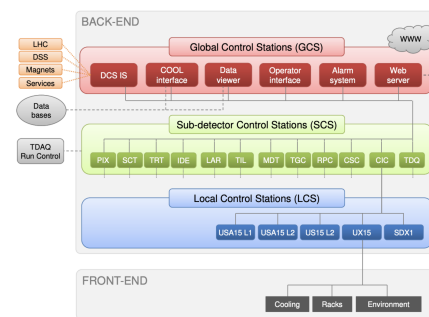 BACK-END
Global Control Stations (GCS)
WWW
LHC
DSS
Magnets
Services
DCS IS
COOL interface
Data viewer
Operator interface
Alarm system
Web server
Data bases
Sub-detector Control Stations (SCS)
TDAQ Run Control
PIX SCT TRT IDE LAR TIL MDT TGC RPC CSC CIC TDQ
Local Control Stations (LCS)
USA15 L1 USA15 L2 US15 L2 UX15 SDX1
FRONT-END
Cooling Racks Environment